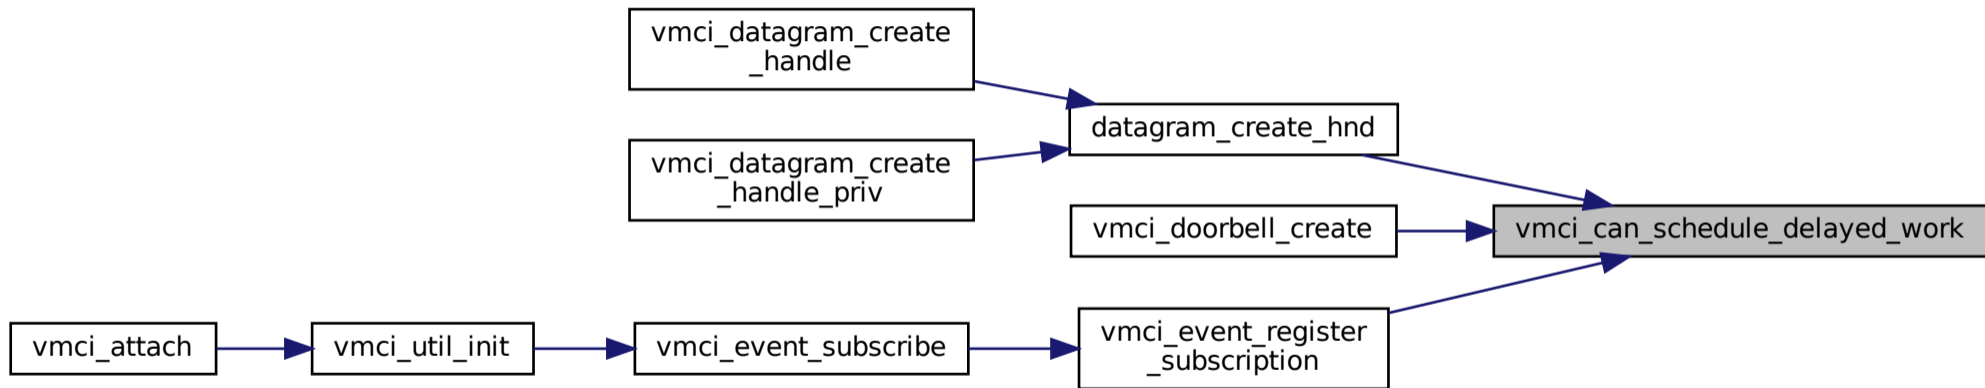 vmci_datagram_create
_handle
datagram_create_hnd
vmci_datagram_create
_handle_priv
vmci_doorbell_create
vmci_can_schedule_delayed_work
vmci_attach
vmci_util_init
vmci_event_subscribe
vmci_event_register
_subscription